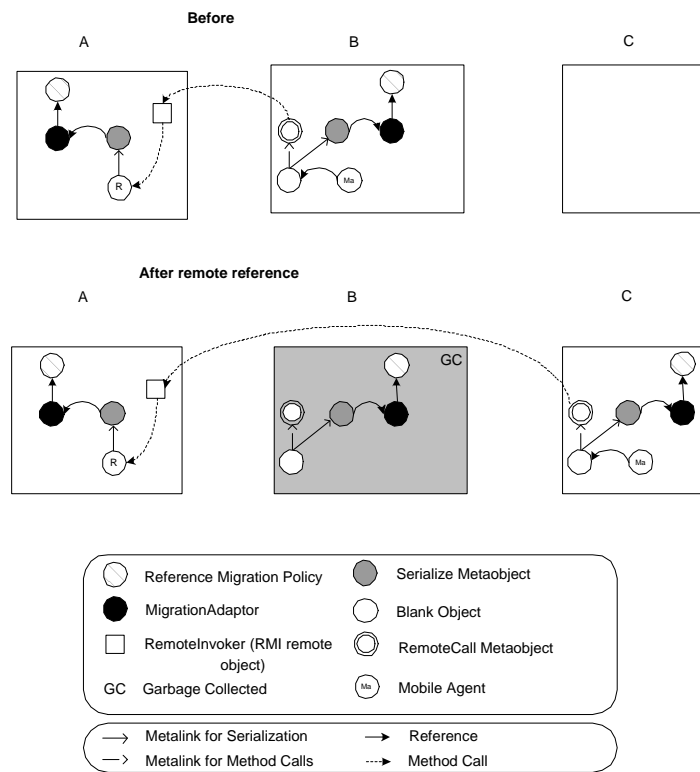 Before
A
B
C
R
Ma
After remote reference
A
B
C
GC
R
Ma
Reference Migration Policy
Serialize Metaobject
MigrationAdaptor
Blank Object
RemoteInvoker (RMI remote
object)
RemoteCall Metaobject
GC Garbage Collected
Ma
Mobile Agent
Metalink for Serialization
Reference
Metalink for Method Calls
Method Call